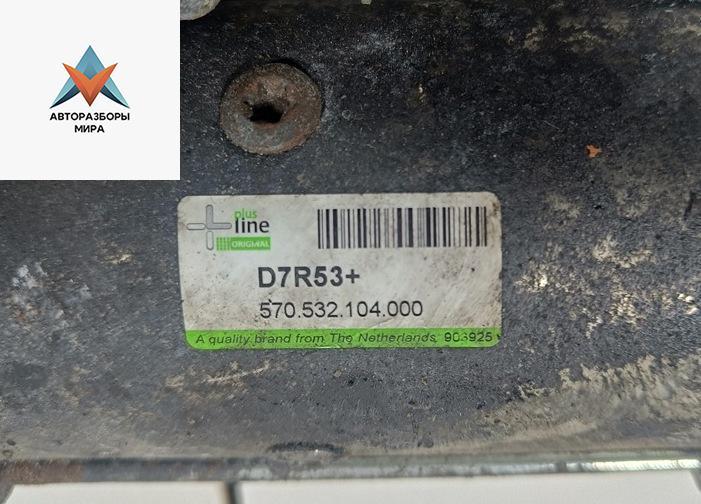 АВТОРАЗБОРЫ
МИРА
plus
line
ORIGINAL
D7R53+
570.532.104.000
A quality brand from The Netherlands